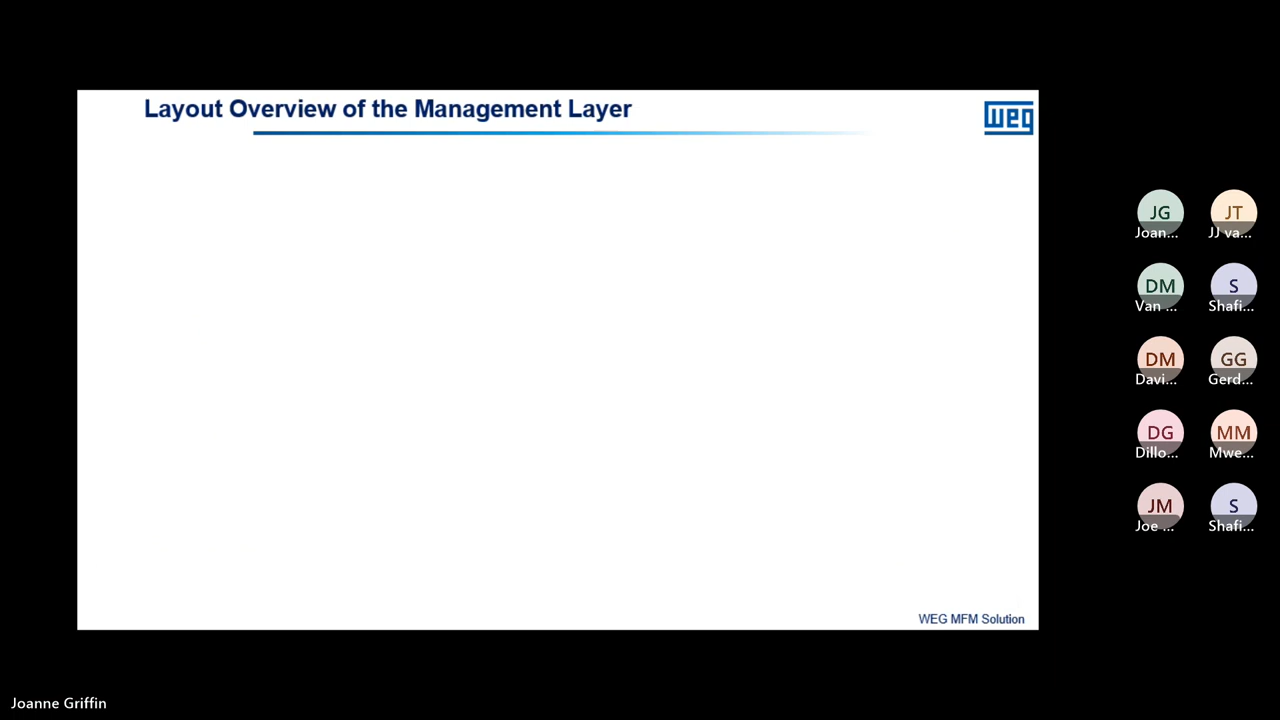 Layout Overview of the Management Layer
weg
WEG MFM Solution
JG JT
Joan... JJ va...
DM S
Van ... Shafi...
DM GG
Davi... Gerd...
DG MM
Dillo... Mwe...
JM S
Joe ... Shafi...
Joanne Griffin